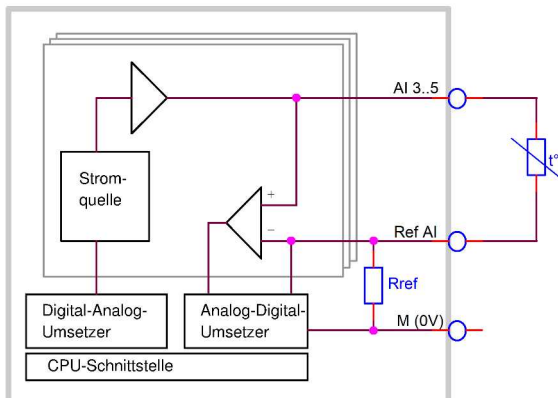 AI 3..5
Strom-
quelle
t°
+
−
Ref AI
Rref
Digital-Analog-
Umsetzer
Analog-Digital-
Umsetzer
M (0V)
CPU-Schnittstelle